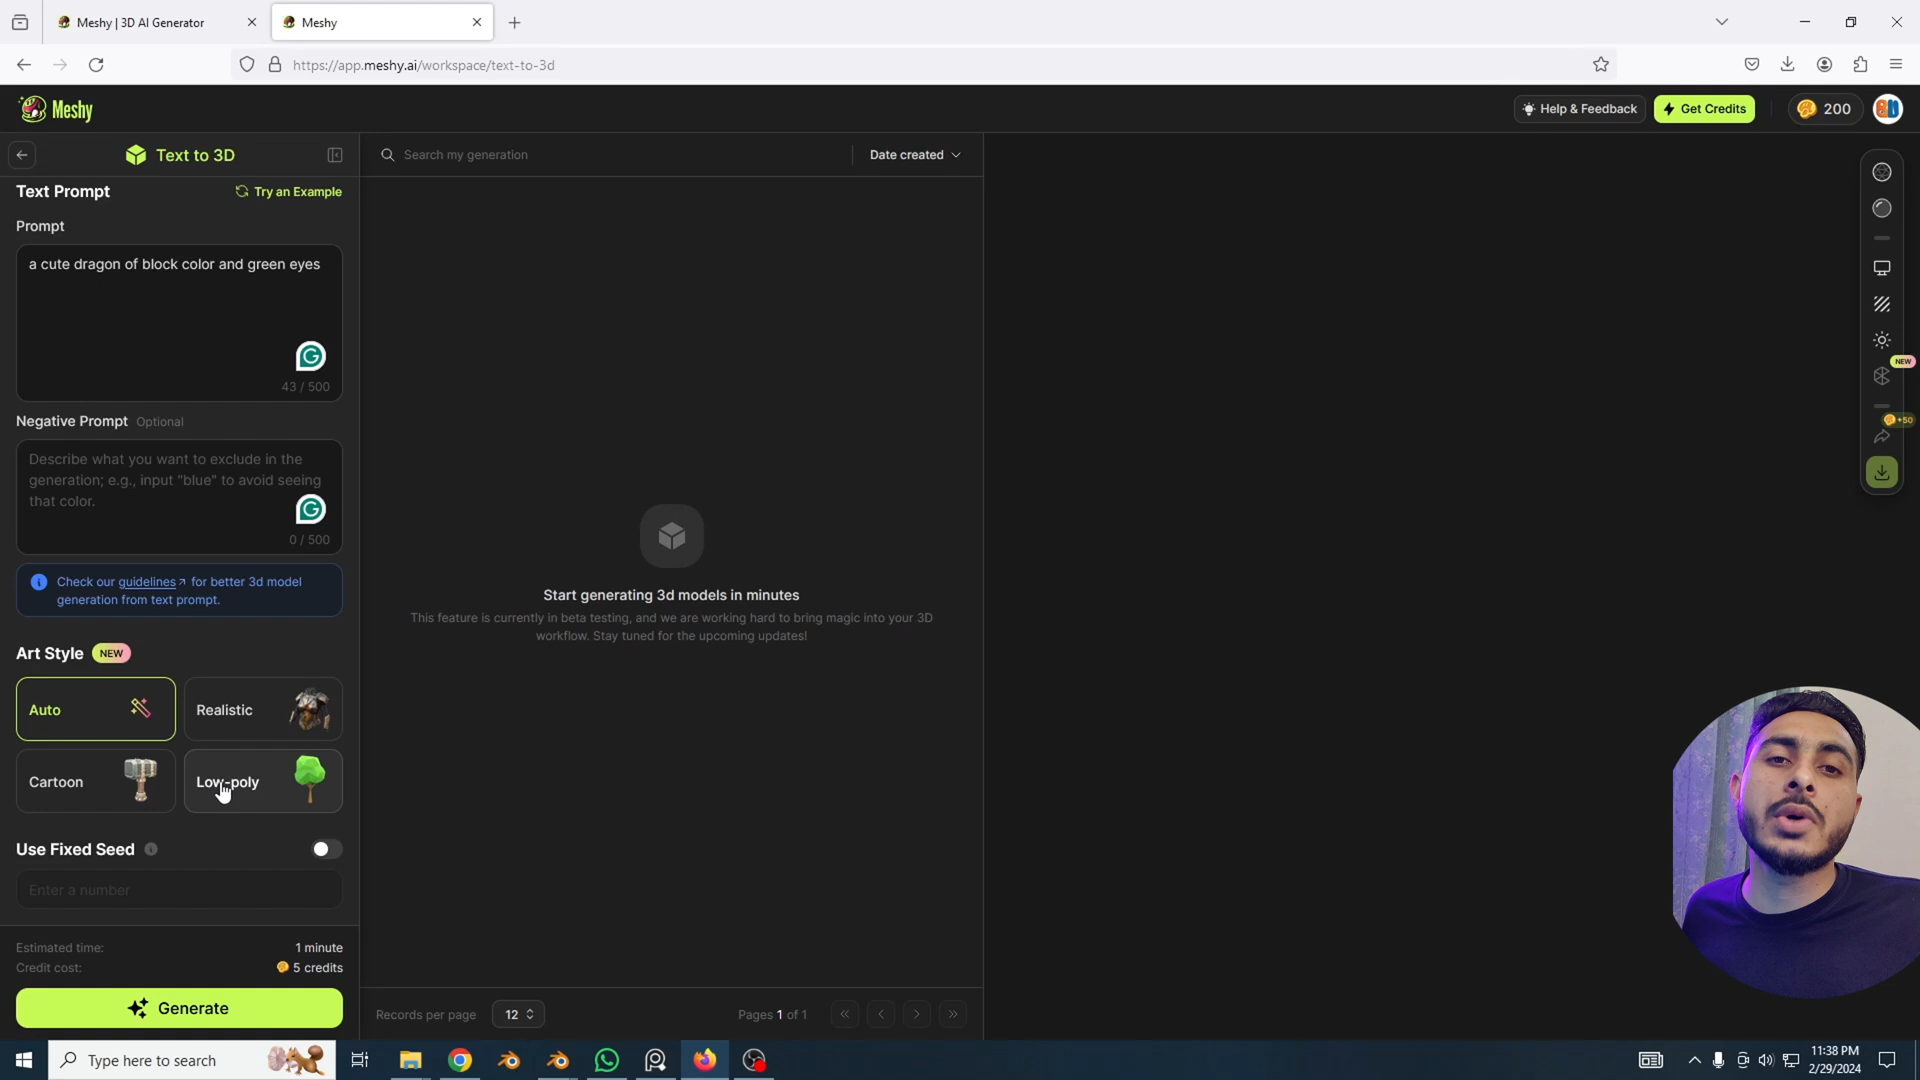 Meshy | 3D AI Generator
Meshy
https://app.meshy.ai/workspace/text-to-3d
Meshy
Help & Feedback
Get Credits
200
Text to 3D
Search my generation
Date created
Text Prompt
Try an Example
Prompt
a cute dragon of block color and green eyes
43 / 500
Negative Prompt Optional
Describe what you want to exclude in the
generation; e.g., input "blue" to avoid seeing
that color.
0 / 500
Check our guidelines↗ for better 3d model
generation from text prompt.
Art Style NEW
Auto
Realistic
Cartoon
Low-poly
Use Fixed Seed
Enter a number
Estimated time: 1 minute
Credit cost: 5 credits
Generate
Start generating 3d models in minutes
This feature is currently in beta testing, and we are working hard to bring magic into your 3D
workflow. Stay tuned for the upcoming updates!
Records per page 12
Pages 1 of 1
NEW
+50
Type here to search
11:38 PM
2/29/2024